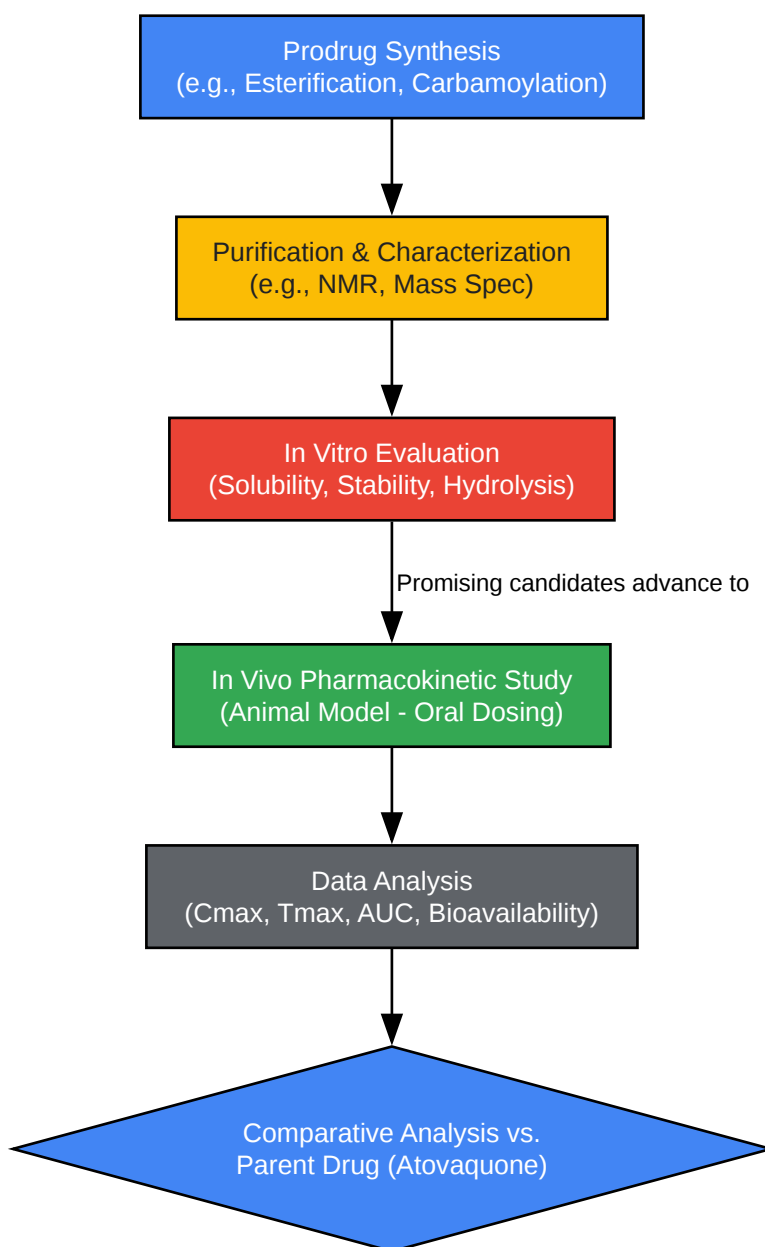 Prodrug Synthesis
(e.g., Esterification, Carbamoylation)
Purification & Characterization
(e.g., NMR, Mass Spec)
In Vitro Evaluation
(Solubility, Stability, Hydrolysis)
Promising candidates advance to
In Vivo Pharmacokinetic Study
(Animal Model - Oral Dosing)
Data Analysis
(Cmax, Tmax, AUC, Bioavailability)
Comparative Analysis vs.
Parent Drug (Atovaquone)